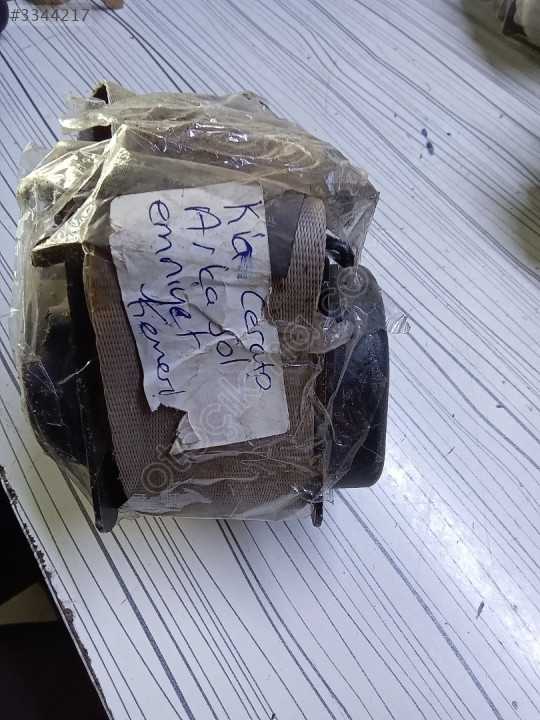 #3344217
Kia Cerato
Arka Sol
emniyet
kemeri